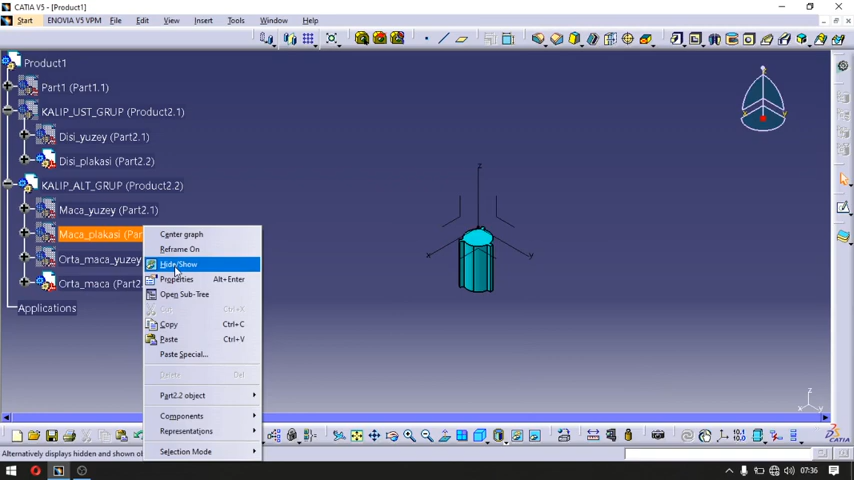 CATIA V5 - [Product1]
Start ENOVIA V5 VPM File Edit View Insert Tools Window Help
Product1
Part1 (Part1.1)
KALIP_UST_GRUP (Product2.1)
Disi_yuzey (Part2.1)
Disi_plakasi (Part2.2)
KALIP_ALT_GRUP (Product2.2)
Maca_yuzey (Part2.1)
Maca_plakasi (Par
Orta_maca_yuzey
Orta_maca (Part2
Applications
Center graph
Reframe On
Hide/Show
Properties Alt+Enter
Open Sub-Tree
Cut Ctrl+X
Copy Ctrl+C
Paste Ctrl+V
Paste Special...
Delete Del
Part2.2 object
Components
Representations
Selection Mode
z
x
y
Alternatively displays hidden and shown ob
07:36